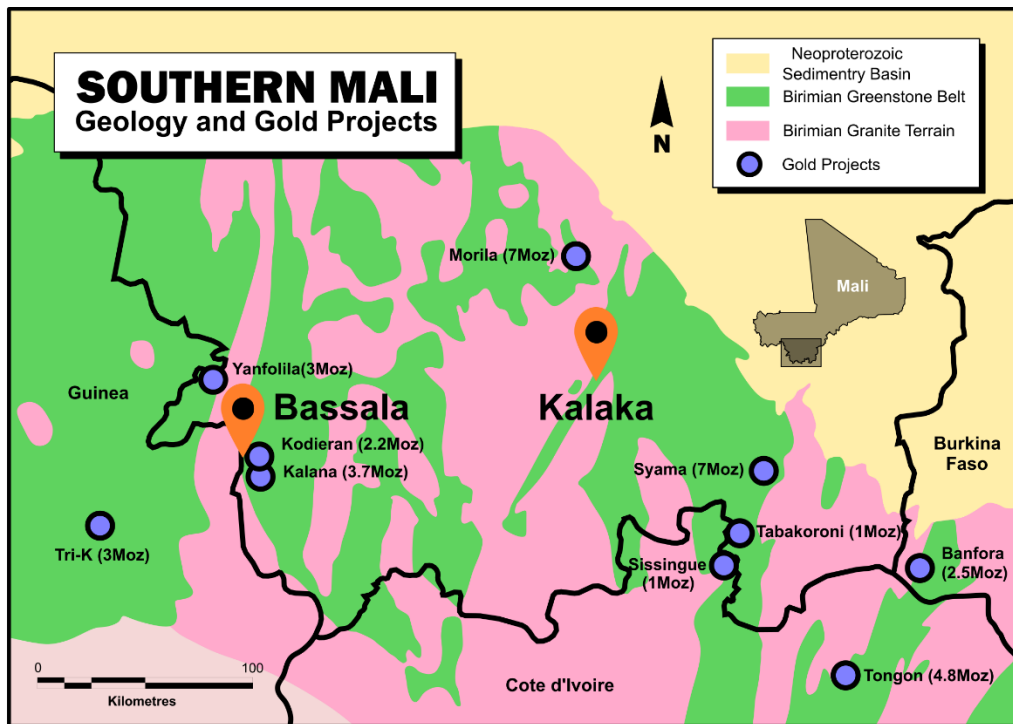 SOUTHERN MALI
Geology and Gold Projects
N
Neoproterozoic
Sedimentry Basin
Birimian Greenstone Belt
Birimian Granite Terrain
Gold Projects
Mali
Morila (7Moz)
Yanfolila(3Moz)
Guinea
Bassala
Kalaka
Kodieran (2.2Moz)
Kalana (3.7Moz)
Syama (7Moz)
Burkina
Faso
Tri-K (3Moz)
Tabakoroni (1Moz)
Sissingue
(1Moz)
Banfora
(2.5Moz)
Tongon (4.8Moz)
Cote d'Ivoire
0
100
Kilometres